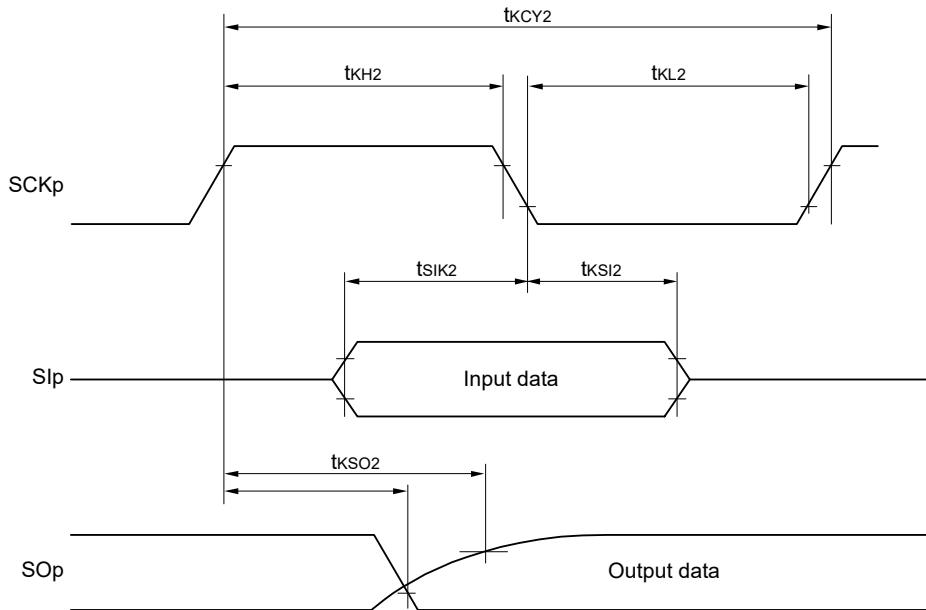 tKCY2
tKH2
tKL2
SCKp
tSIK2
tKSI2
SIp
Input data
tKSO2
SOp
Output data